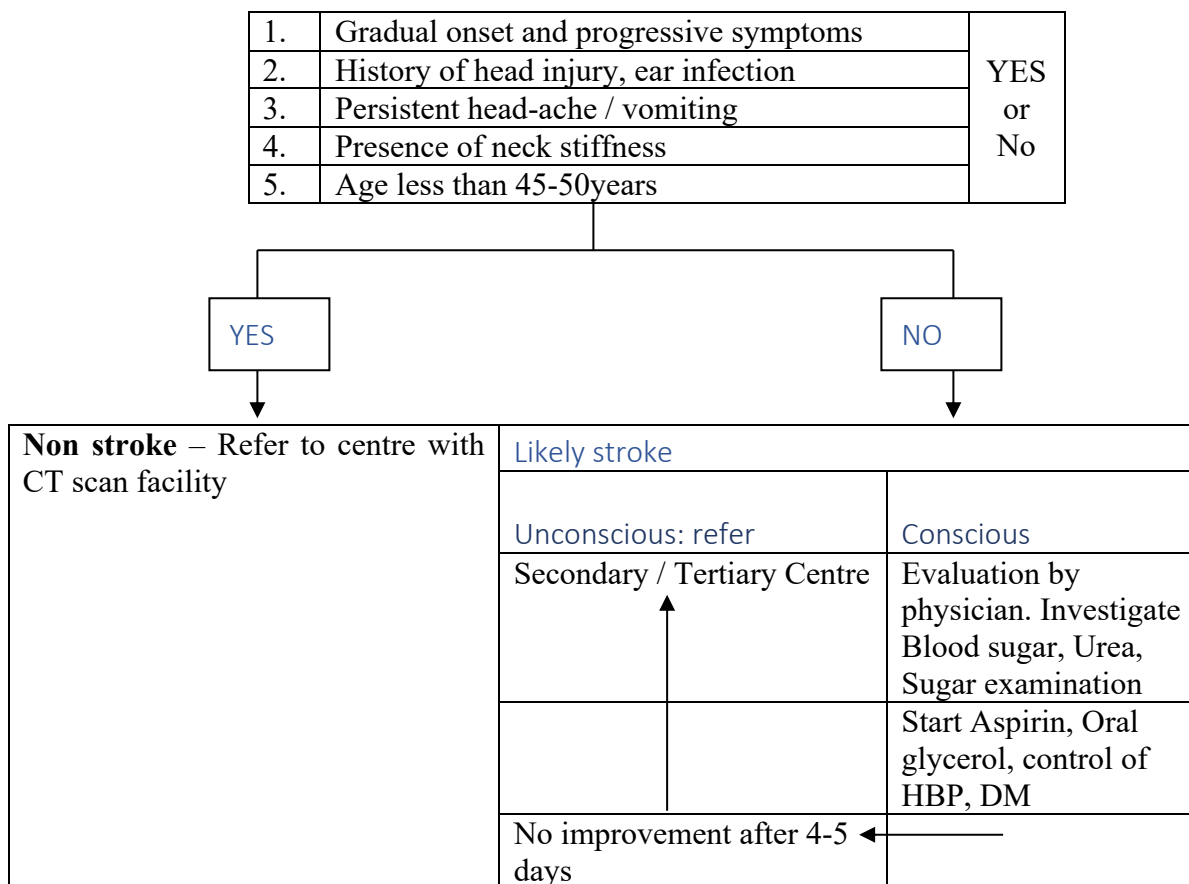 1. Gradual onset and progressive symptoms
2. History of head injury, ear infection
3. Persistent head-ache / vomiting
4. Presence of neck stiffness
5. Age less than 45-50years
YES
or
No
YES
NO
Non stroke – Refer to centre with
CT scan facility
Likely stroke
Unconscious: refer
Conscious
Secondary / Tertiary Centre
Evaluation by
physician. Investigate
Blood sugar, Urea,
Sugar examination
Start Aspirin, Oral
glycerol, control of
HBP, DM
No improvement after 4-5
days